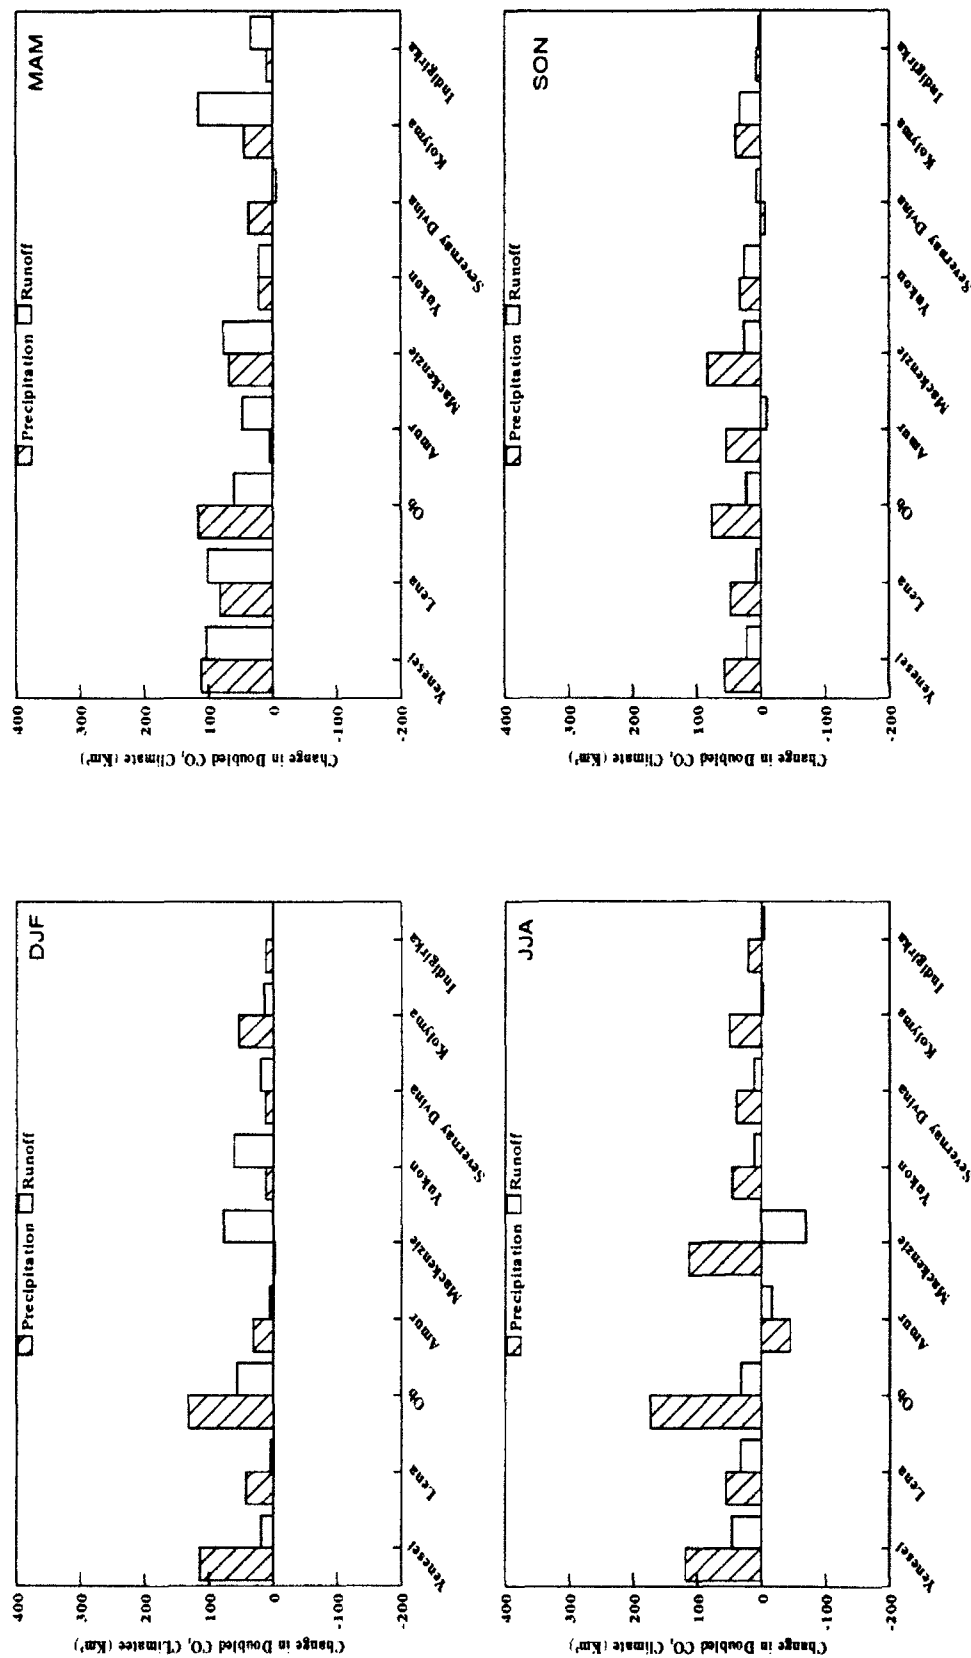 DJF
Precipitation Runoff
Change in Doubled CO₂ Climatee (Km³)
400
300
200
100
0
-100
-200
Yenesei
Lena
Ob
Amur
Mackenzie
Yukon
Severnay Dvina
Kolyma
Indigirka
MAM
Precipitation Runoff
Change in Doubled CO₂ Climate (Km³)
400
300
200
100
0
-100
-200
Yenesei
Lena
Ob
Amur
Mackenzie
Yukon
Severnay Dvina
Kolyma
Indigirka
JJA
Precipitation Runoff
Change in Doubled CO₂ Climate (Km³)
400
300
200
100
0
-100
-200
Yenesei
Lena
Ob
Amur
Mackenzie
Yukon
Severnay Dvina
Kolyma
Indigirka
SON
Precipitation Runoff
Change in Doubled CO₂ Climate (Km³)
400
300
200
100
0
-100
-200
Yenesei
Lena
Ob
Amur
Mackenzie
Yukon
Severnay Dvina
Kolyma
Indigirka